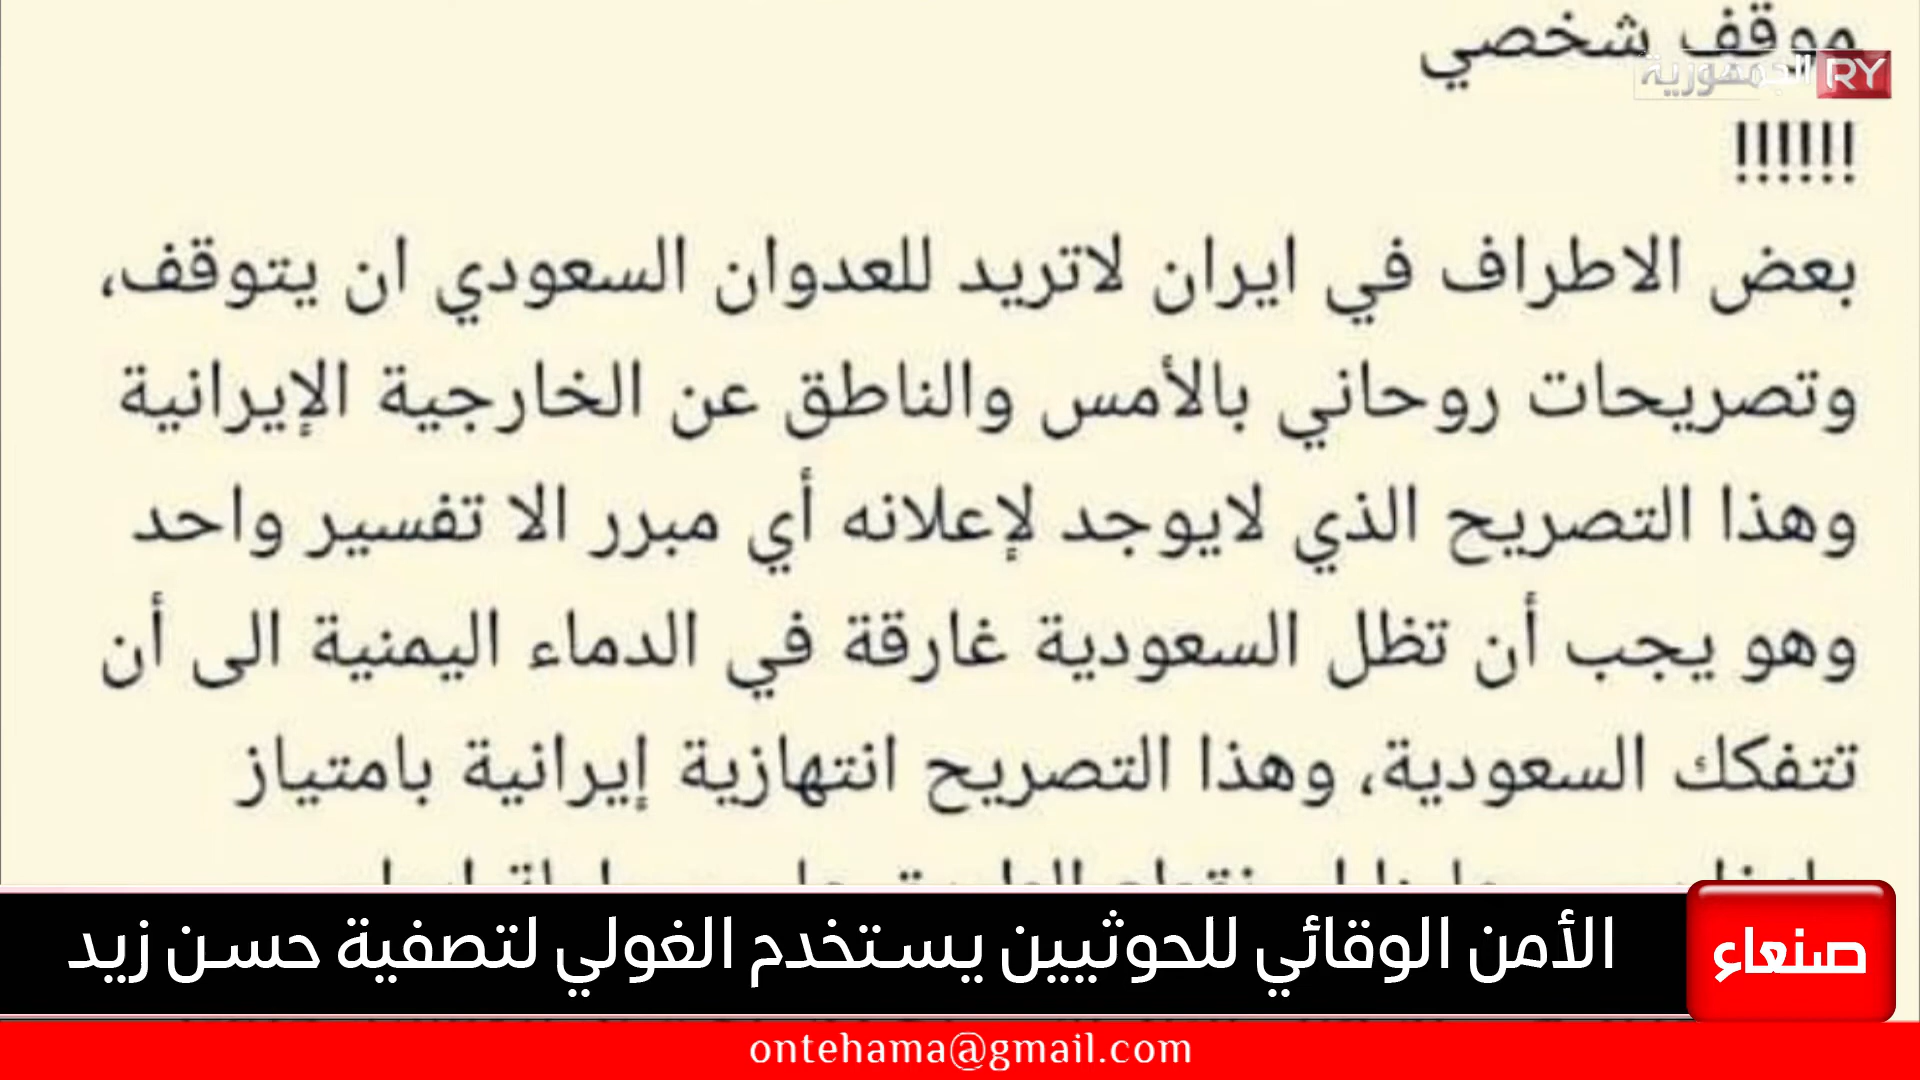 موقف شخصي
الجمهورية RY
!!!!!!
بعض الاطراف في ايران لاتريد للعدوان السعودي ان يتوقف،
وتصريحات روحاني بالأمس والناطق عن الخارجية الإيرانية
وهذا التصريح الذي لايوجد لإعلانه أي مبرر الا تفسير واحد
وهو يجب أن تظل السعودية غارقة في الدماء اليمنية الى أن
تتفكك السعودية، وهذا التصريح انتهازية إيرانية بامتياز
صنعاء
الأمن الوقائي للحوثيين يستخدم الغولي لتصفية حسن زيد
ontehama@gmail.com